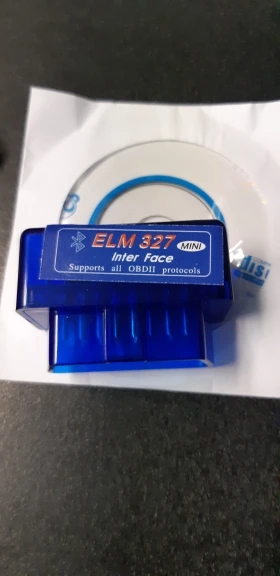 ELM 327 MINI
Inter Face
Supports all OBDII protocols